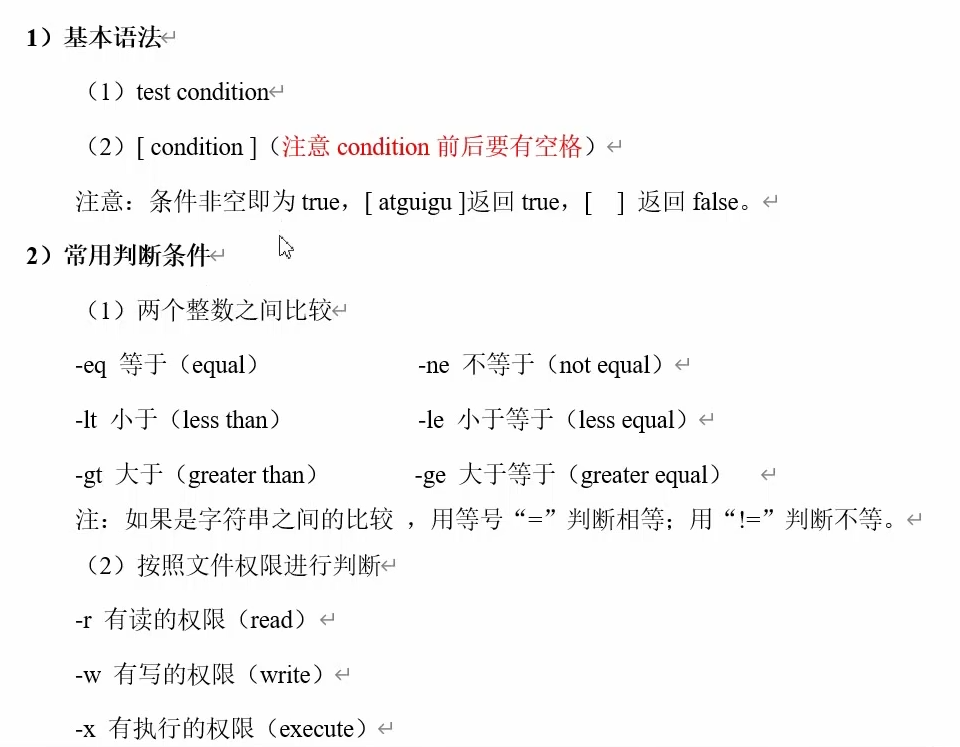 1）基本语法↵
（1）test condition↵
（2）[ condition ]（注意 condition 前后要有空格）↵
注意：条件非空即为 true，[ atguigu ]返回 true，[   ] 返回 false。↵
2）常用判断条件↵
（1）两个整数之间比较↵
-eq 等于（equal） -ne 不等于（not equal）↵
-lt 小于（less than） -le 小于等于（less equal）↵
-gt 大于（greater than） -ge 大于等于（greater equal） ↵
注：如果是字符串之间的比较 ，用等号“=”判断相等；用“!=”判断不等。↵
（2）按照文件权限进行判断↵
-r 有读的权限（read）↵
-w 有写的权限（write）↵
-x 有执行的权限（execute）↵